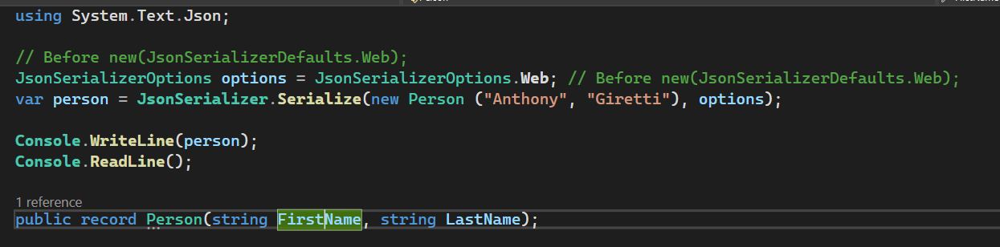 using System.Text.Json;
// Before new(JsonSerializerDefaults.Web);
JsonSerializerOptions options = JsonSerializerOptions.Web; // Before new(JsonSerializerDefaults.Web);
var person = JsonSerializer.Serialize(new Person ("Anthony", "Giretti"), options);
Console.WriteLine(person);
Console.ReadLine();
1 reference
public record Person(string FirstName, string LastName);